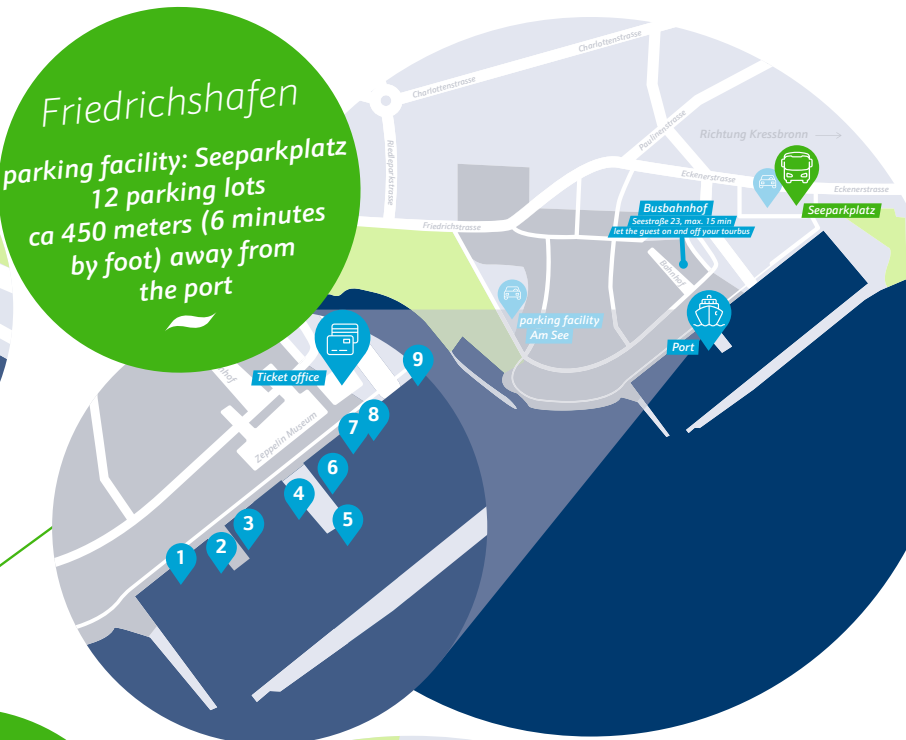 Friedrichshafen
parking facility: Seeparkplatz
12 parking lots
ca 450 meters (6 minutes
by foot) away from
the port
Charlottenstrasse
Charlottenstrasse
Paulinenstrasse
Richtung Kressbronn
Eckenerstrasse
Eckenerstrasse
Seeparkplatz
Busbahnhof
Seestraße 23, max. 15 min
let the guest on and off your tourbus
Friedrichstrasse
Bahnhof
parking facility
Am See
Port
Ticket office
hof
Zeppelin Museum
9
8
7
6
4
5
3
2
1